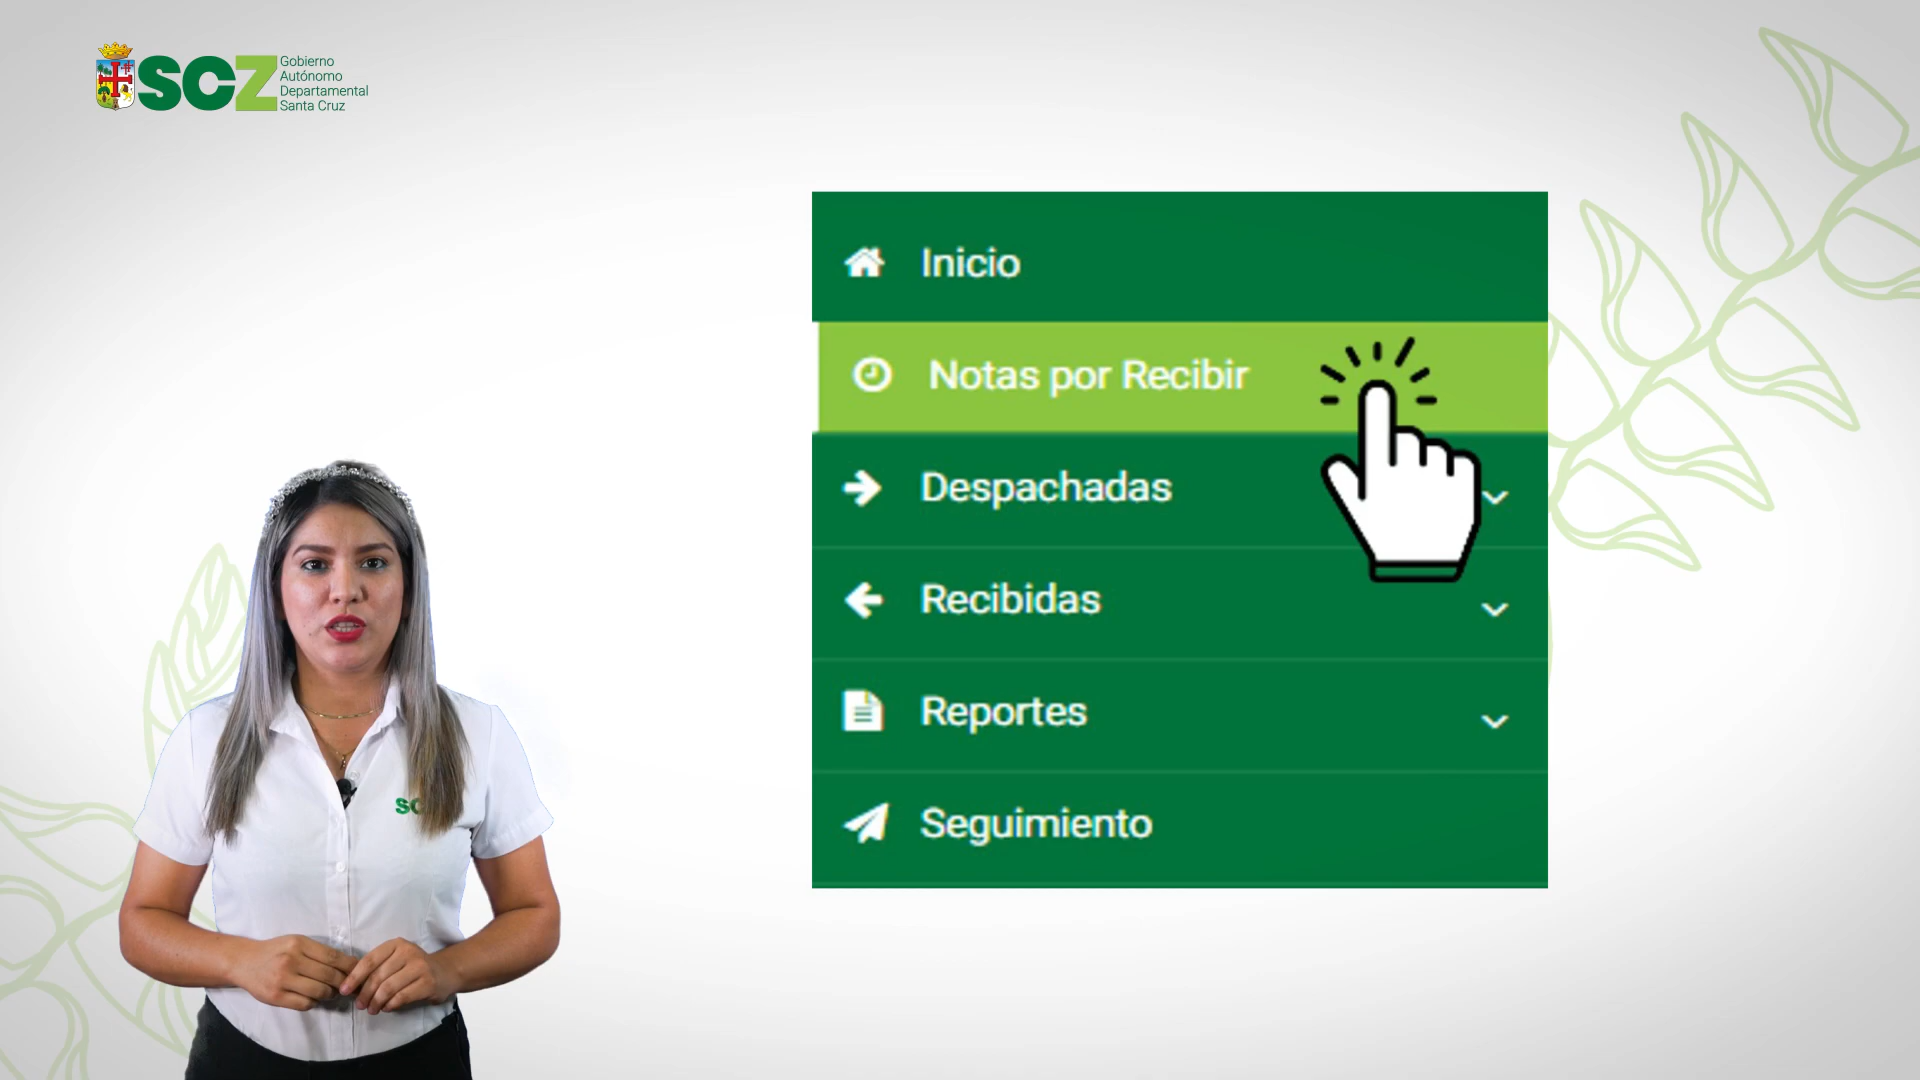 SCZ
Gobierno
Autónomo
Departamental
Santa Cruz
Inicio
Notas por Recibir
Despachadas
Recibidas
Reportes
Seguimiento